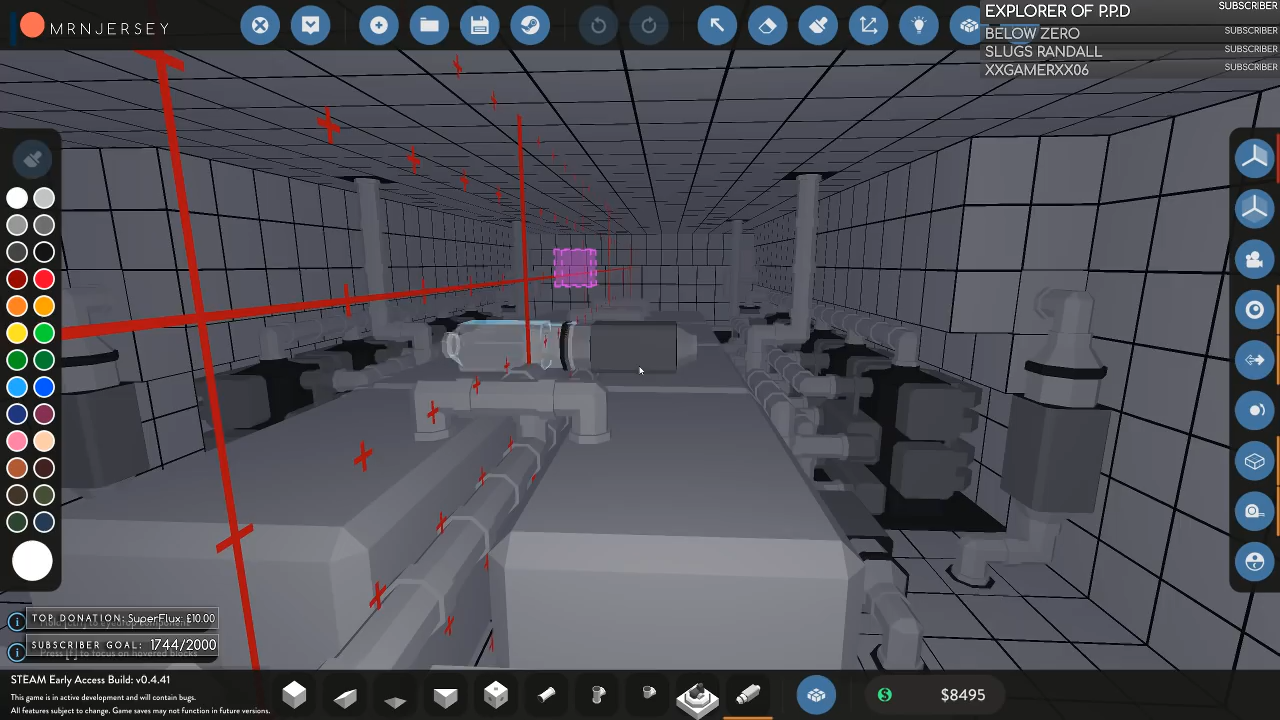 MRNJERSEY
EXPLORER OF P.P.D SUBSCRIBER
BELOW ZERO SUBSCRIBER
SLUGS RANDALL SUBSCRIBER
XXGAMERXX06 SUBSCRIBER
TOP DONATION: SuperFlux: £10.00
SUBSCRIBER GOAL: 1744/2000
STEAM Early Access Build: v0.4.41
This game is in active development and will contain bugs.
All features subject to change. Game saves may not function in future versions.
$ $8495